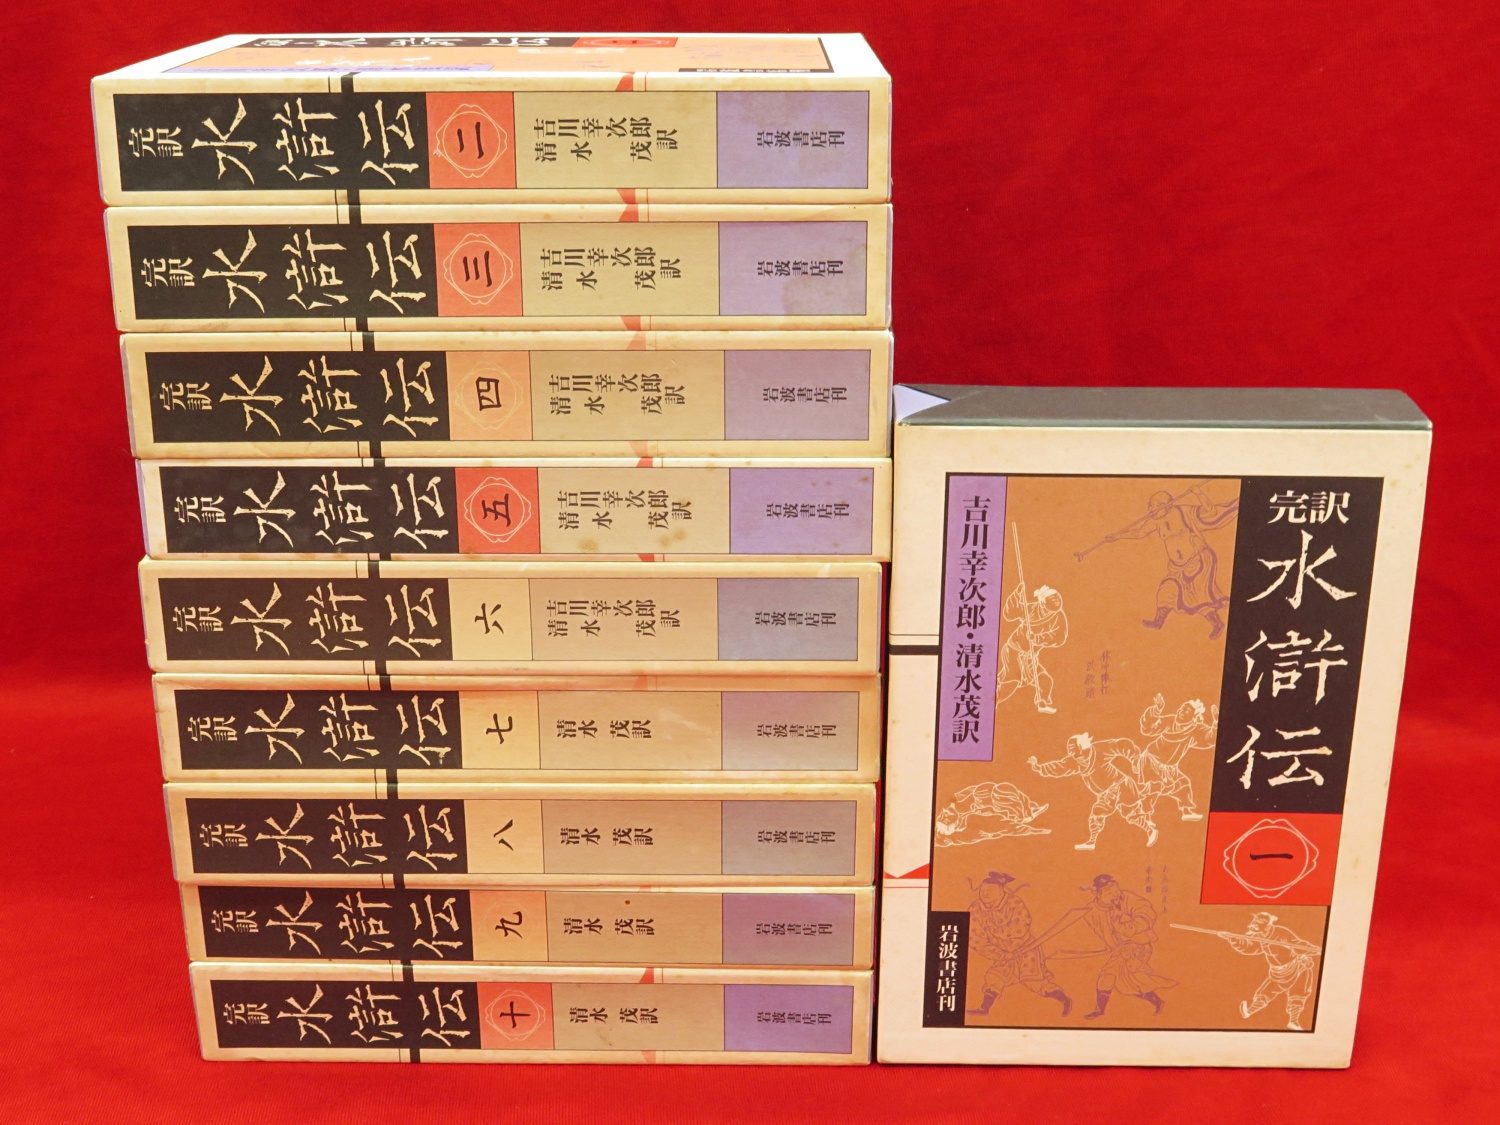 完訳 水滸伝 二 吉川幸次郎 清水茂 訳 岩波書店刊
完訳 水滸伝 三 吉川幸次郎 清水茂 訳 岩波書店刊
完訳 水滸伝 四 吉川幸次郎 清水茂 訳 岩波書店刊
完訳 水滸伝 五 吉川幸次郎 清水茂 訳 岩波書店刊
完訳 水滸伝 六 吉川幸次郎 清水茂 訳 岩波書店刊
完訳 水滸伝 七 清水茂訳 岩波書店刊
完訳 水滸伝 八 清水茂訳 岩波書店刊
完訳 水滸伝 九 清水茂訳 岩波書店刊
完訳 水滸伝 十 清水茂訳 岩波書店刊
完訳
水滸伝
一
吉川幸次郎・清水茂訳
岩波書店刊